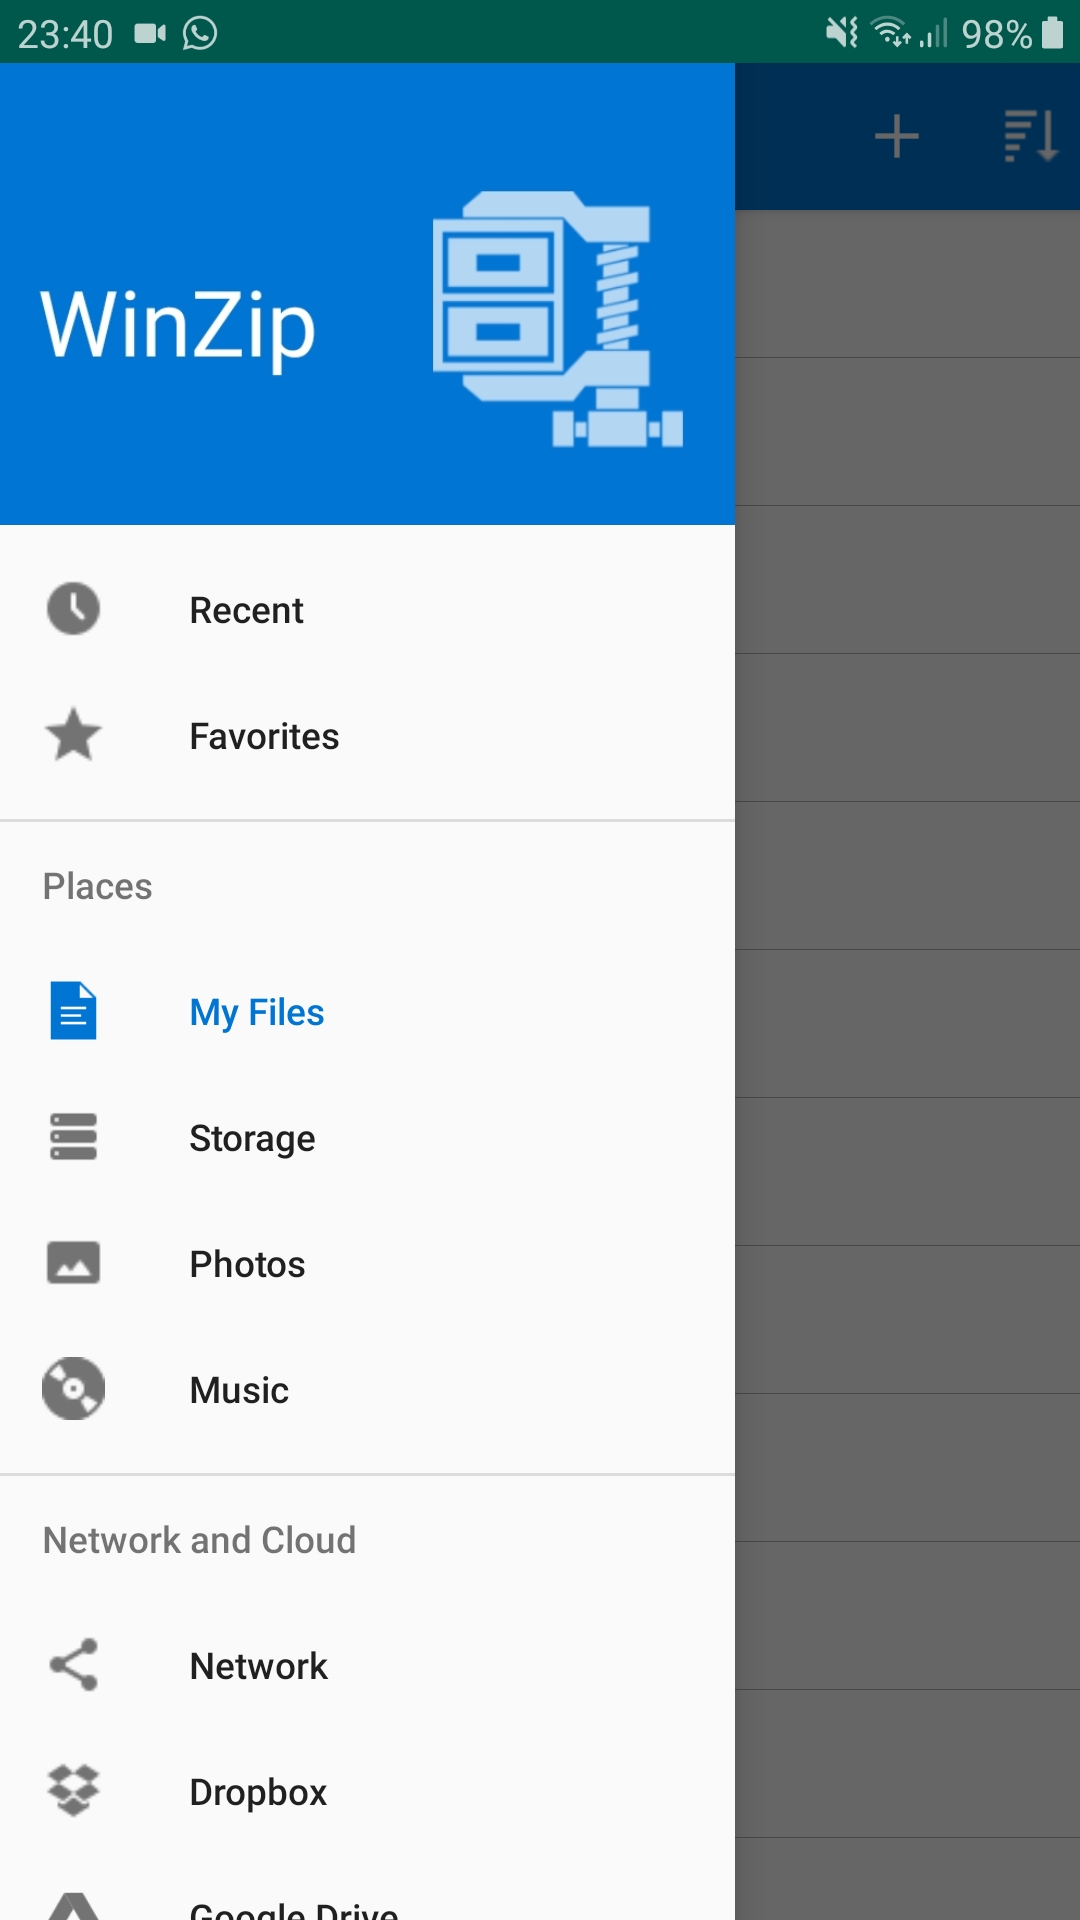 23:40
98%
WinZip
Recent
Favorites
Places
My Files
Storage
Photos
Music
Network and Cloud
Network
Dropbox
Google Drive